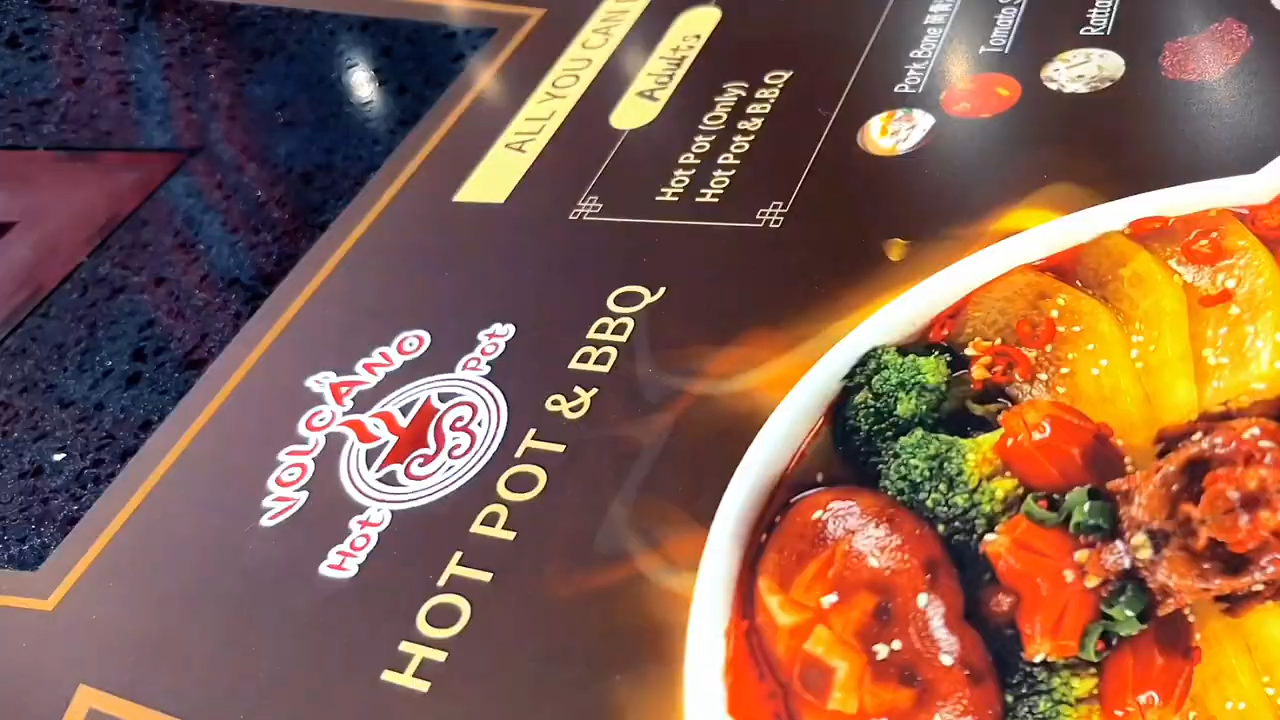 VOLCANO
Hot Pot
HOT POT & BBQ
ALL YOU CAN
Adults
Hot Pot (Only)
Hot Pot & B.B.Q
Pork Bone
Tomato